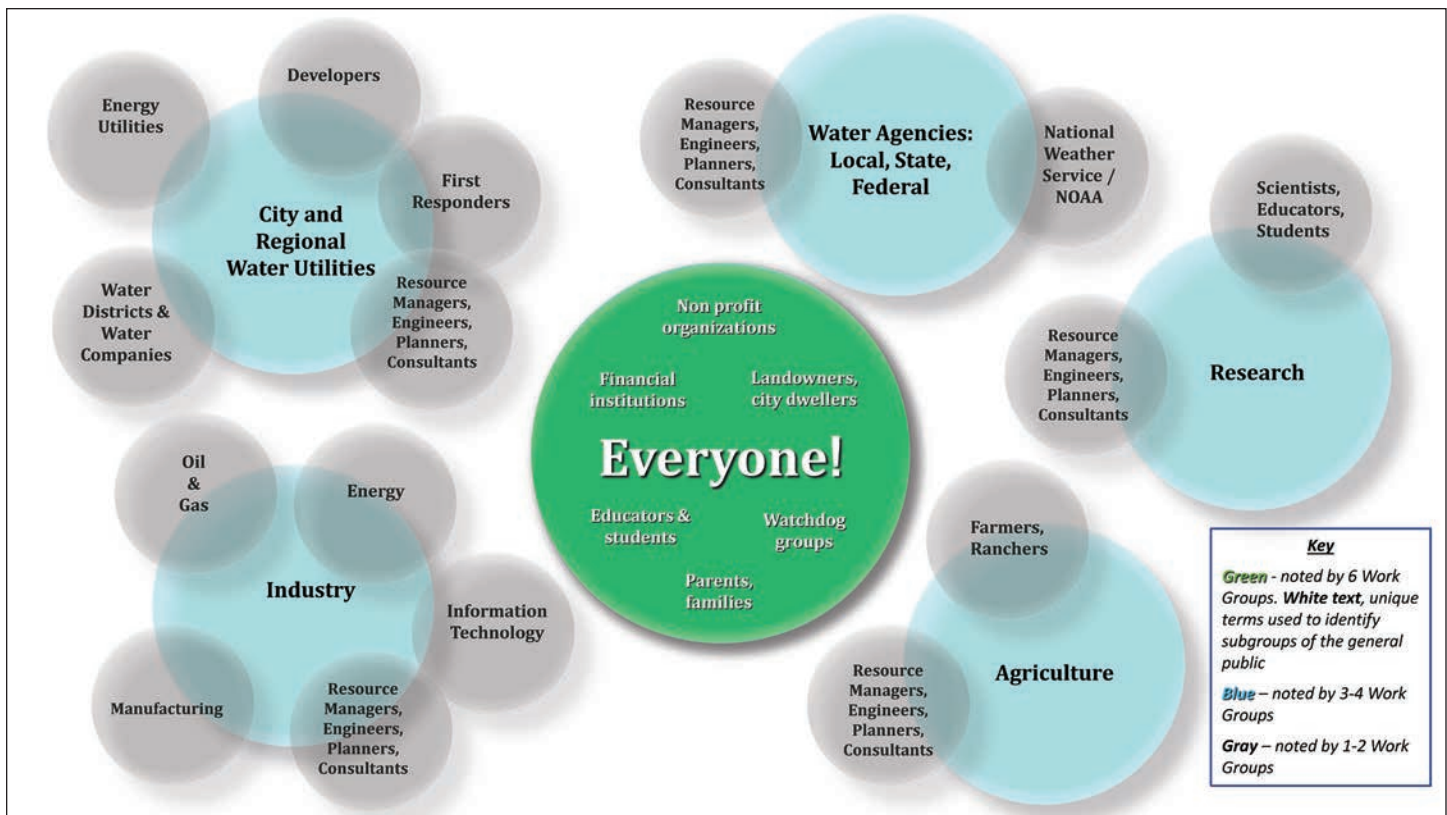 Developers
Energy
Utilities
First
Responders
City and
Regional
Water Utilities
Water
Districts &
Water
Companies
Resource
Managers,
Engineers,
Planners,
Consultants
Resource
Managers,
Engineers,
Planners,
Consultants
Water Agencies:
Local, State,
Federal
National
Weather
Service /
NOAA
Scientists,
Educators,
Students
Resource
Managers,
Engineers,
Planners,
Consultants
Research
Non profit
organizations
Financial
institutions
Landowners,
city dwellers
Everyone!
Educators &
students
Watchdog
groups
Parents,
families
Oil
&
Gas
Energy
Industry
Information
Technology
Manufacturing
Resource
Managers,
Engineers,
Planners,
Consultants
Farmers,
Ranchers
Agriculture
Resource
Managers,
Engineers,
Planners,
Consultants
Key
Green - noted by 6 Work
Groups. White text, unique
terms used to identify
subgroups of the general
public
Blue – noted by 3-4 Work
Groups
Gray – noted by 1-2 Work
Groups